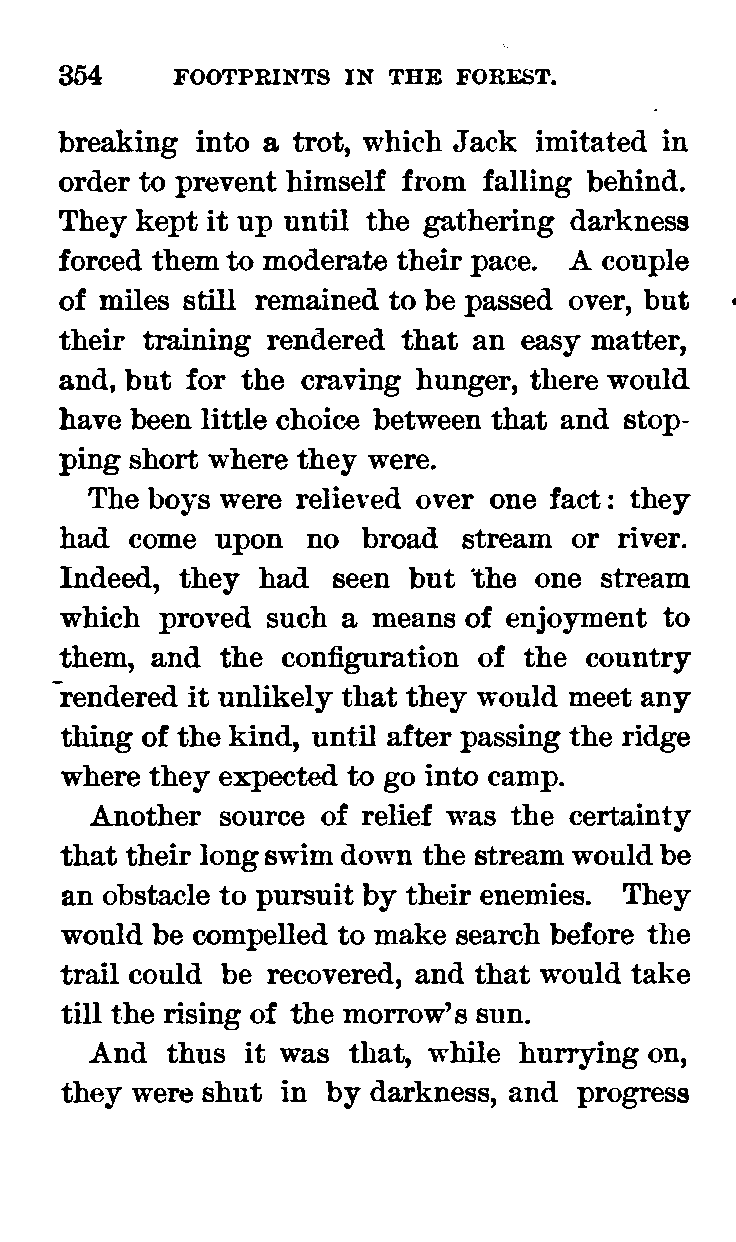 354 FOOTPRINTS IN THE FOREST.
breaking into a trot, which Jack imitated in
order to prevent himself from falling behind.
They kept it up until the gathering darkness
forced them to moderate their pace. A couple
of miles still remained to be passed over, but
their training rendered that an easy matter,
and, but for the craving hunger, there would
have been little choice between that and stop-
ping short where they were.
The boys were relieved over one fact: they
had come upon no broad stream or river.
Indeed, they had seen but the one stream
which proved such a means of enjoyment to
them, and the configuration of the country
rendered it unlikely that they would meet any
thing of the kind, until after passing the ridge
where they expected to go into camp.
Another source of relief was the certainty
that their long swim down the stream would be
an obstacle to pursuit by their enemies. They
would be compelled to make search before the
trail could be recovered, and that would take
till the rising of the morrow's sun.
And thus it was that, while hurrying on,
they were shut in by darkness, and progress